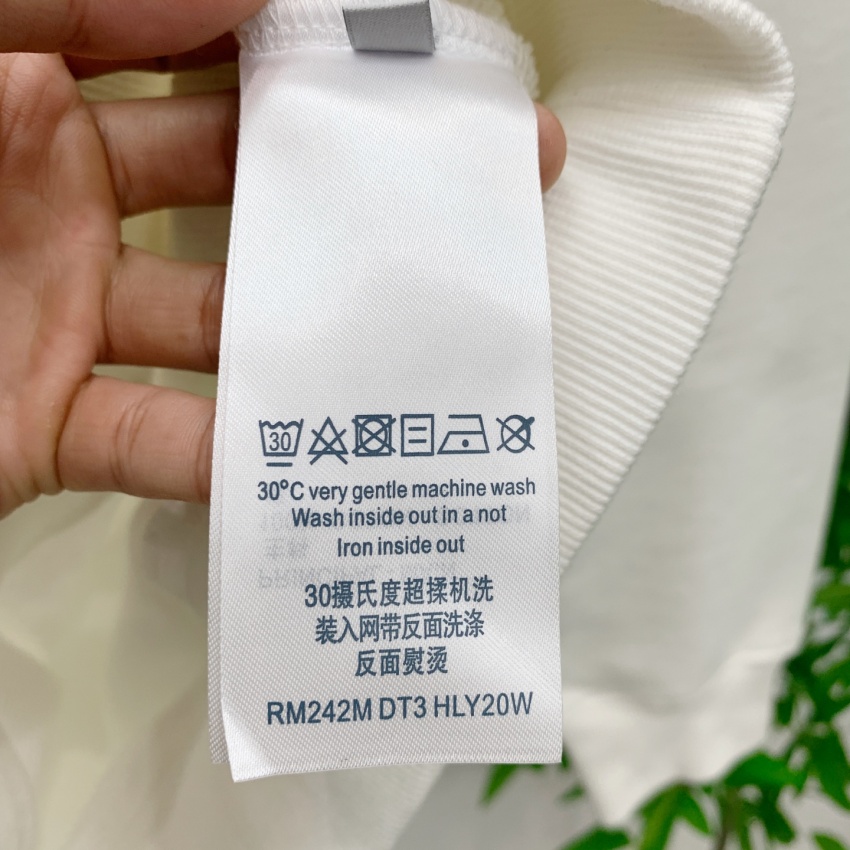 30
30°C very gentle machine wash
Wash inside out in a not
Iron inside out
30摄氏度超揉机洗
装入网带反面洗涤
反面熨烫
RM242M DT3 HLY20W